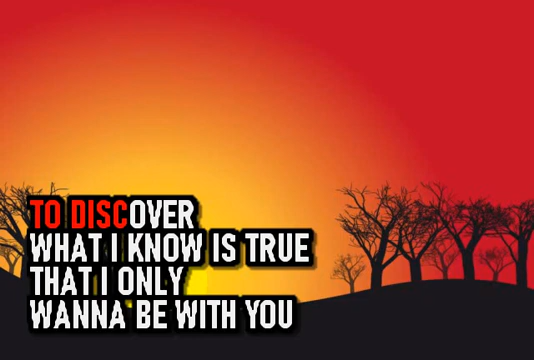 TO DISCOVER
WHAT I KNOW IS TRUE
THAT I ONLY
WANNA BE WITH YOU